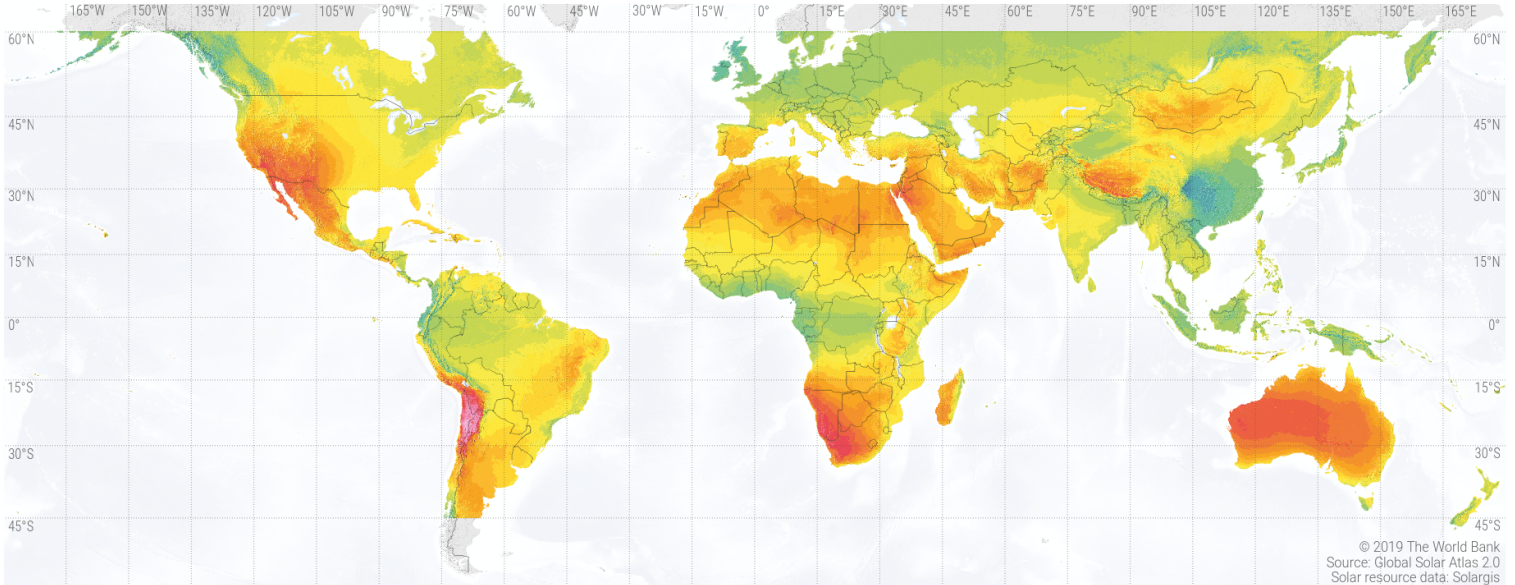 165°W 150°W 135°W 120°W 105°W 90°W 75°W 60°W 45°W 30°W 15°W 0° 15°E 30°E 45°E 60°E 75°E 90°E 105°E 120°E 135°E 150°E 165°E
60°N 60°N
45°N 45°N
30°N 30°N
15°N 15°N
0° 0°
15°S 15°S
30°S 30°S
45°S 45°S
© 2019 The World Bank
Source: Global Solar Atlas 2.0
Solar resource data: Solargis